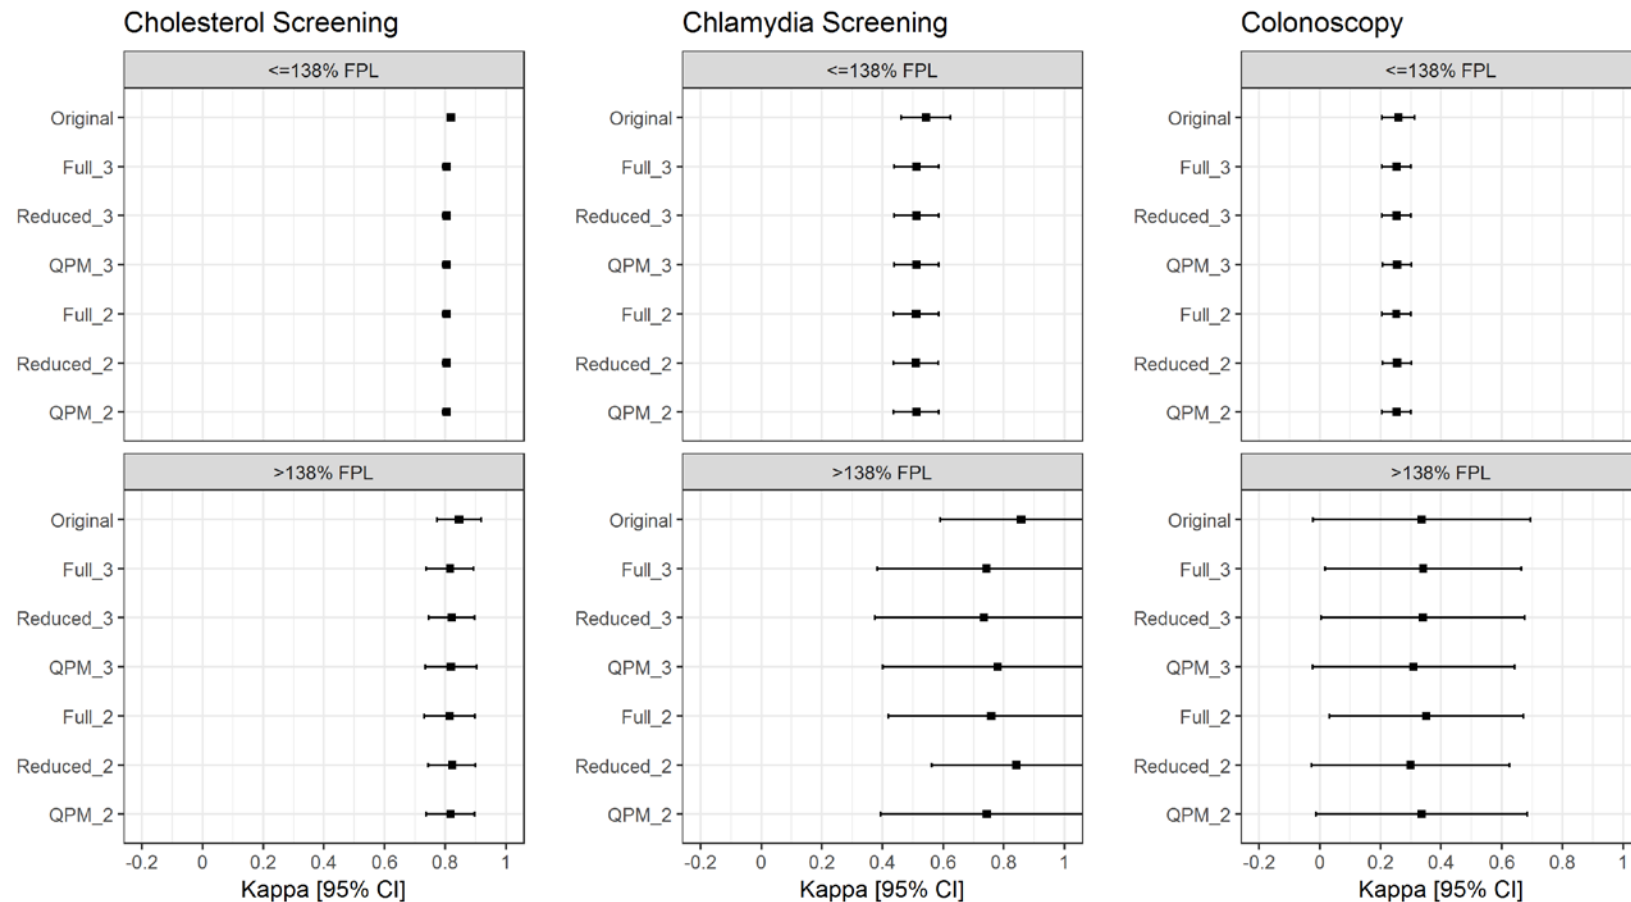 Cholesterol Screening
<=138% FPL
Original
Full_3
Reduced_3
QPM_3
Full_2
Reduced_2
QPM_2
>138% FPL
Original
Full_3
Reduced_3
QPM_3
Full_2
Reduced_2
QPM_2
-0.2 0 0.2 0.4 0.6 0.8 1
Kappa [95% CI]
Chlamydia Screening
<=138% FPL
Original
Full_3
Reduced_3
QPM_3
Full_2
Reduced_2
QPM_2
>138% FPL
Original
Full_3
Reduced_3
QPM_3
Full_2
Reduced_2
QPM_2
-0.2 0 0.2 0.4 0.6 0.8 1
Kappa [95% CI]
Colonoscopy
<=138% FPL
Original
Full_3
Reduced_3
QPM_3
Full_2
Reduced_2
QPM_2
>138% FPL
Original
Full_3
Reduced_3
QPM_3
Full_2
Reduced_2
QPM_2
-0.2 0 0.2 0.4 0.6 0.8 1
Kappa [95% CI]